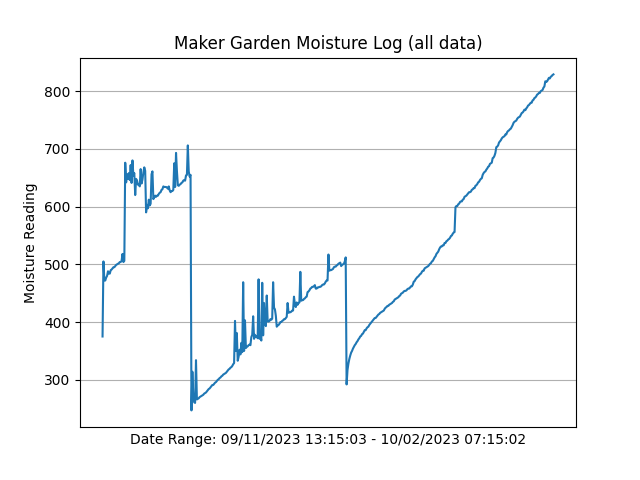 Maker Garden Moisture Log (all data)
800
700
600
500
400
300
Moisture Reading
Date Range: 09/11/2023 13:15:03 - 10/02/2023 07:15:02